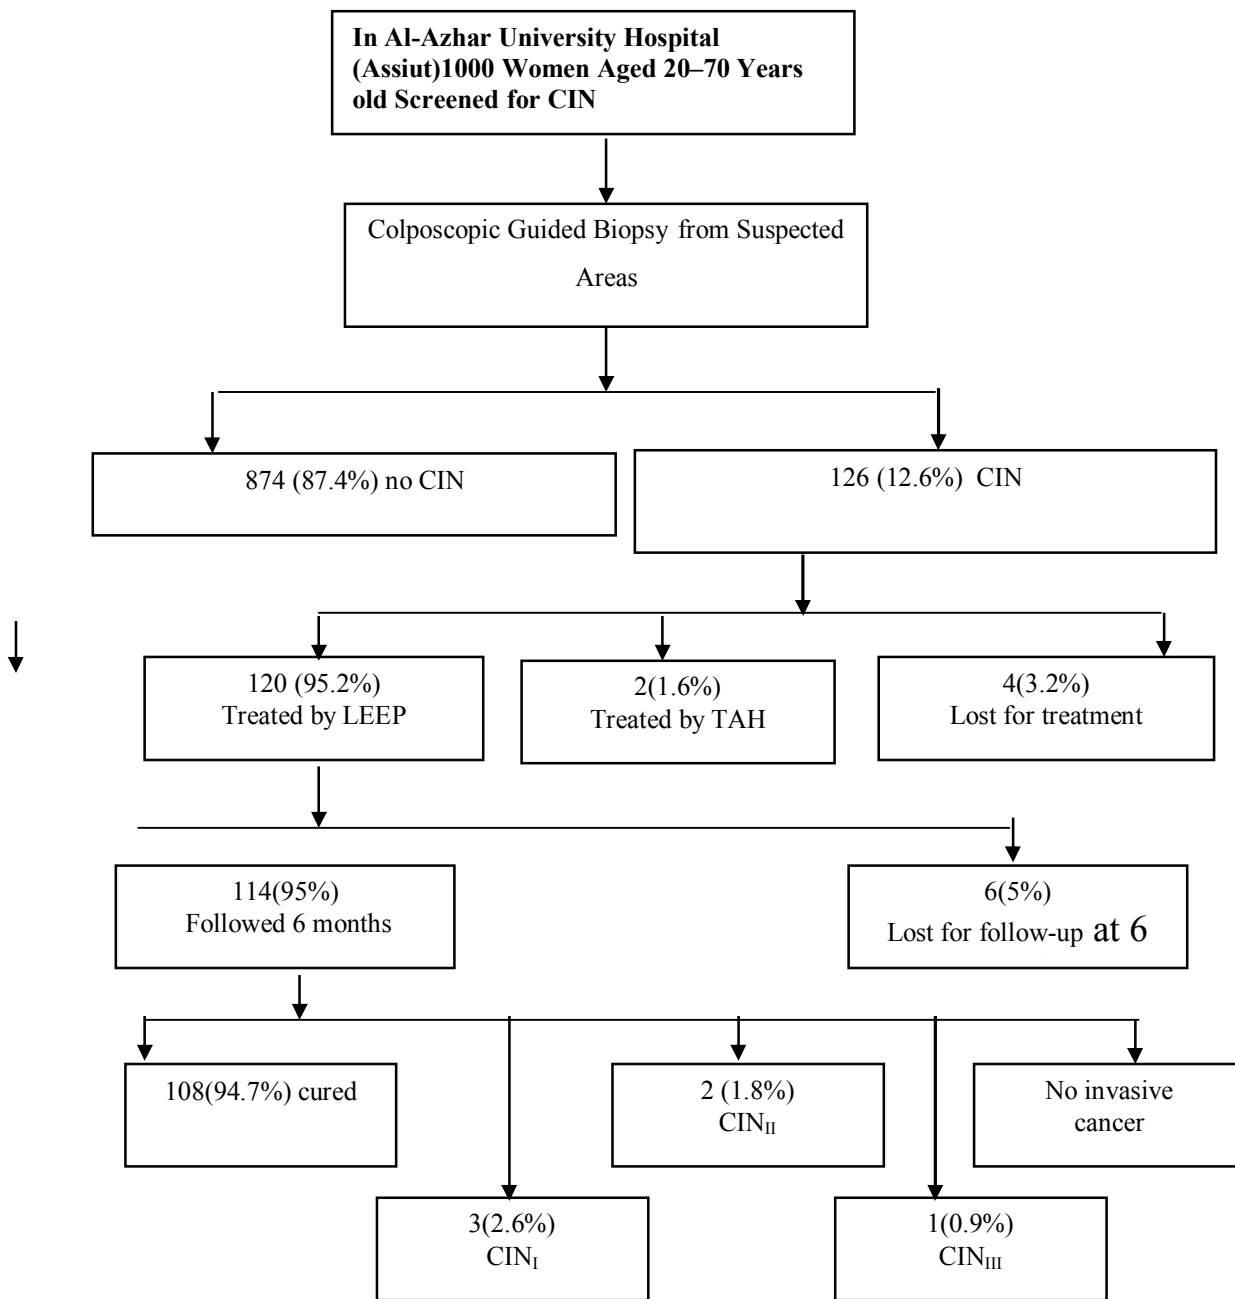 In Al-Azhar University Hospital
(Assiut)1000 Women Aged 20–70 Years
old Screened for CIN
Colposcopic Guided Biopsy from Suspected
Areas
874 (87.4%) no CIN
126 (12.6%) CIN
120 (95.2%)
Treated by LEEP
2(1.6%)
Treated by TAH
4(3.2%)
Lost for treatment
114(95%)
Followed 6 months
6(5%)
Lost for follow-up at 6
108(94.7%) cured
2 (1.8%)
CINII
No invasive
cancer
3(2.6%)
CINI
1(0.9%)
CINIII